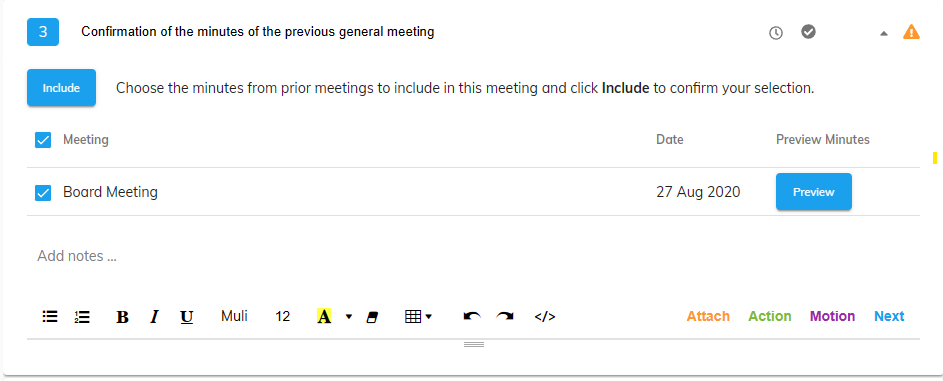 3 Confirmation of the minutes of the previous general meeting
Include Choose the minutes from prior meetings to include in this meeting and click Include to confirm your selection.
Meeting Date Preview Minutes
Board Meeting 27 Aug 2020 Preview
Add notes ...
B I U Muli 12 A </> Attach Action Motion Next